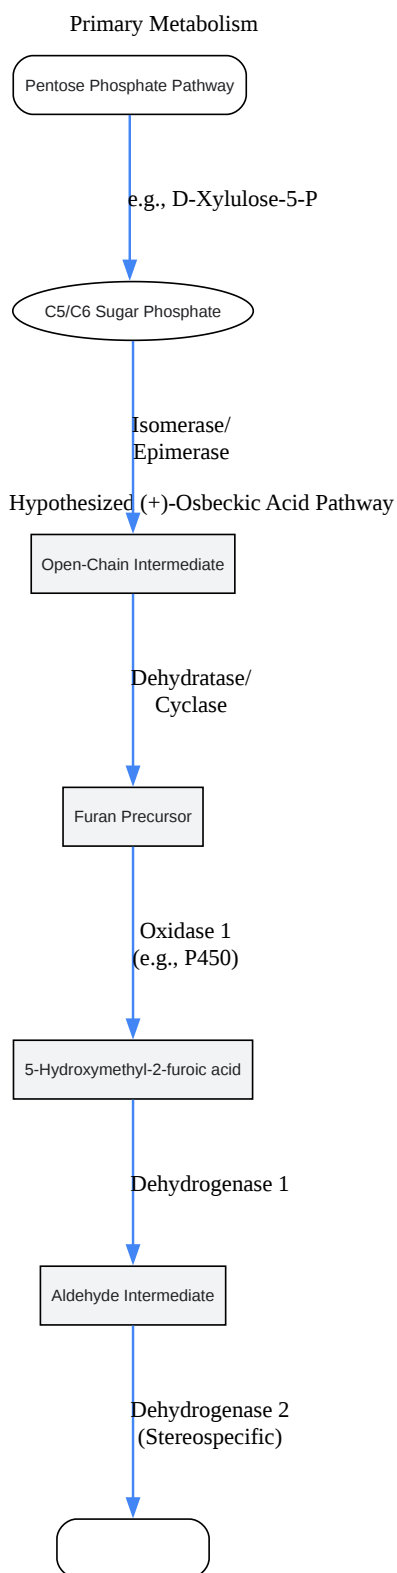 Primary Metabolism
Pentose Phosphate Pathway
e.g., D-Xylulose-5-P
C5/C6 Sugar Phosphate
Isomerase/
Epimerase
Hypothesized (+)-Osbeckic Acid Pathway
Open-Chain Intermediate
Dehydratase/
Cyclase
Furan Precursor
Oxidase 1
(e.g., P450)
5-Hydroxymethyl-2-furoic acid
Dehydrogenase 1
Aldehyde Intermediate
Dehydrogenase 2
(Stereospecific)